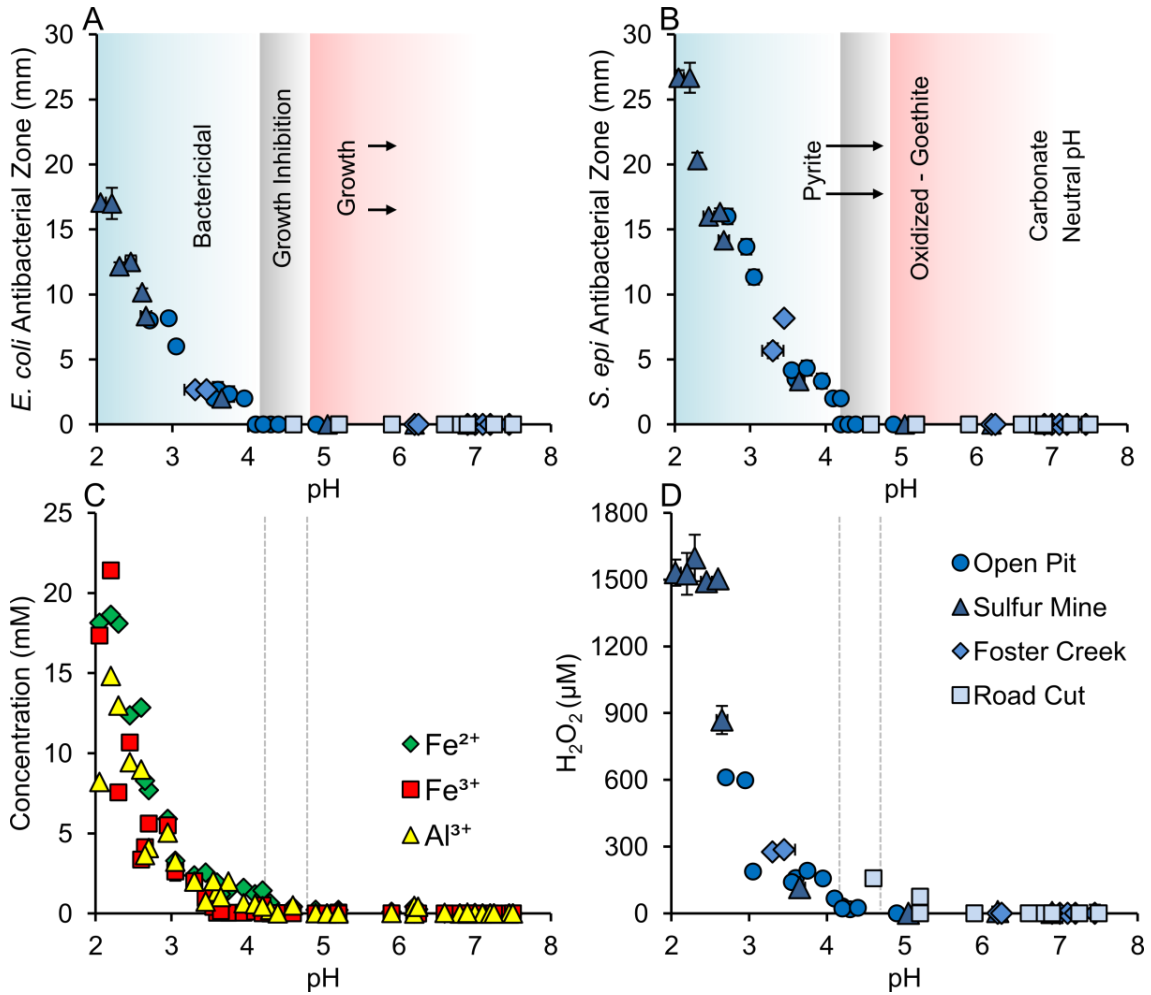 A
E. coli Antibacterial Zone (mm)
30
25
20
15
10
5
0
Bactericidal
Growth Inhibition
Growth
2 3 4 5 6 7 8
pH
B
S. epi Antibacterial Zone (mm)
30
25
20
15
10
5
0
Pyrite
Oxidized - Goethite
Carbonate
Neutral pH
2 3 4 5 6 7 8
pH
C
Concentration (mM)
25
20
15
10
5
0
Fe²⁺
Fe³⁺
Al³⁺
2 3 4 5 6 7 8
pH
D
H₂O₂ (µM)
1800
1500
1200
900
600
300
0
Open Pit
Sulfur Mine
Foster Creek
Road Cut
2 3 4 5 6 7 8
pH